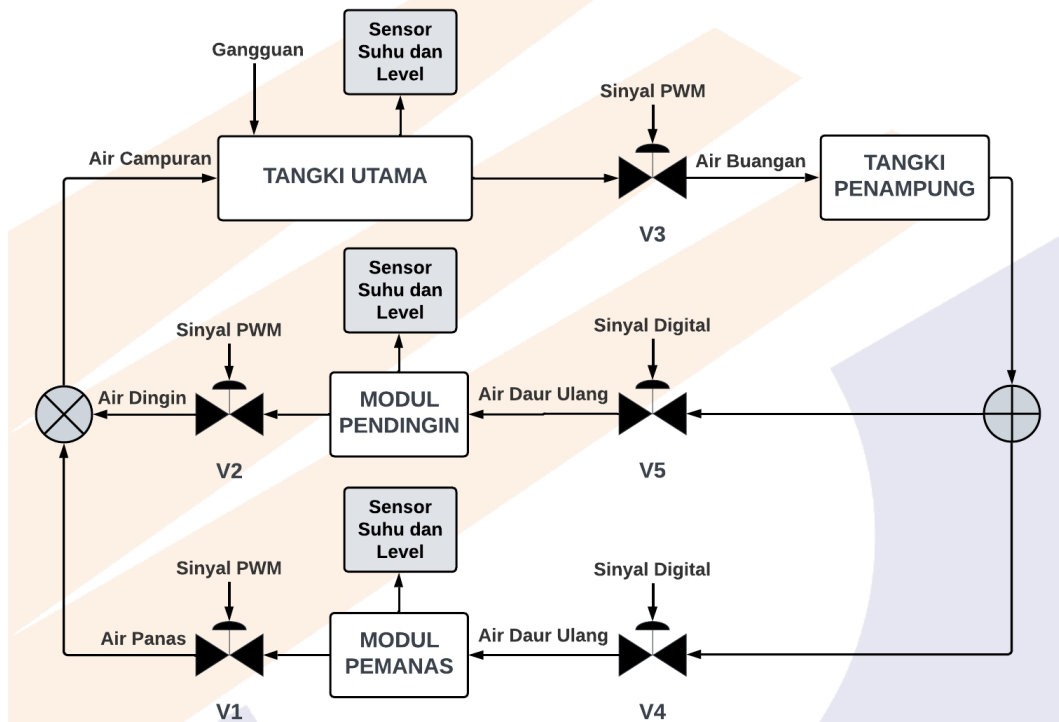 Sensor
Suhu dan
Level
Gangguan
Sinyal PWM
Air Campuran
TANGKI UTAMA
Air Buangan
TANGKI
PENAMPUNG
V3
Sensor
Suhu dan
Level
Sinyal PWM
Sinyal Digital
Air Dingin
MODUL
PENDINGIN
Air Daur Ulang
V2
V5
Sensor
Suhu dan
Level
Sinyal PWM
Sinyal Digital
Air Panas
MODUL
PEMANAS
Air Daur Ulang
V1
V4